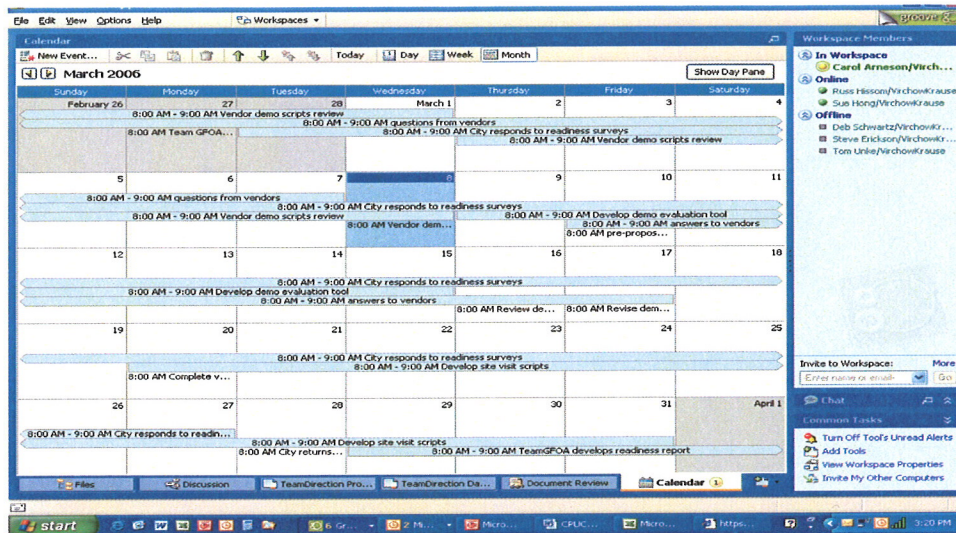 File Edit View Options Help Workspaces
groove
Calendar
New Event... Today Day Week Month
March 2006 Show Day Pane
Sunday Monday Tuesday Wednesday Thursday Friday Saturday
February 26 27 28 March 1 2 3 4
8:00 AM - 9:00 AM Vendor demo scripts review
8:00 AM - 9:00 AM questions from vendors
8:00 AM Team GFOA... 8:00 AM - 9:00 AM City responds to readiness surveys
8:00 AM - 9:00 AM Vendor demo scripts review
5 6 7 8 9 10 11
8:00 AM - 9:00 AM questions from vendors
8:00 AM - 9:00 AM City responds to readiness surveys
8:00 AM - 9:00 AM Vendor demo scripts review 8:00 AM - 9:00 AM Develop demo evaluation tool
8:00 AM Vendor dem... 8:00 AM - 9:00 AM answers to vendors
8:00 AM pre-propos...
12 13 14 15 16 17 18
8:00 AM - 9:00 AM City responds to readiness surveys
8:00 AM - 9:00 AM Develop demo evaluation tool
8:00 AM - 9:00 AM answers to vendors
8:00 AM Review de... 8:00 AM Revise dem...
19 20 21 22 23 24 25
8:00 AM - 9:00 AM City responds to readiness surveys
8:00 AM - 9:00 AM Develop site visit scripts
8:00 AM Complete v...
26 27 28 29 30 31 April 1
8:00 AM - 9:00 AM City responds to readin...
8:00 AM - 9:00 AM Develop site visit scripts
8:00 AM City returns... 8:00 AM - 9:00 AM TeamGFOA develops readiness report
Files Discussion TeamDirection Pro... TeamDirection Da... Document Review Calendar 1
Workspace Members
In Workspace
Carol Arneson/Virch...
Online
Russ Hissom/VirchowKrause
Sue Hong/VirchowKrause
Offline
Deb Schwartz/VirchowKr...
Steve Erickson/VirchowKr...
Tom Unke/VirchowKrause
Invite to Workspace: More
Enter name or email- Go
Chat
Common Tasks
Turn Off Tool's Unread Alerts
Add Tools
View Workspace Properties
Invite My Other Computers
start 6 Gr... 2 Mi... Micro... CPUC... Micro... https... 3:20 PM